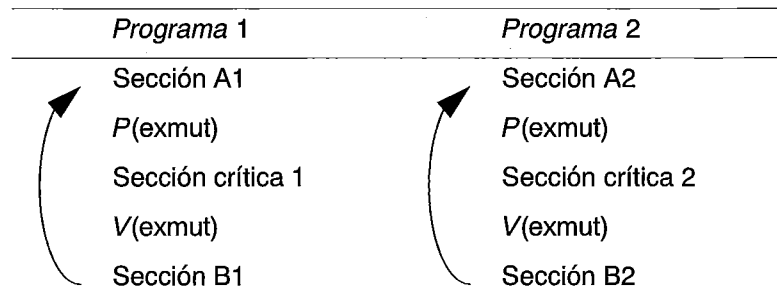 Programa 1 Programa 2
Sección A1 Sección A2
P(exmut) P(exmut)
Sección crítica 1 Sección crítica 2
V(exmut) V(exmut)
Sección B1 Sección B2